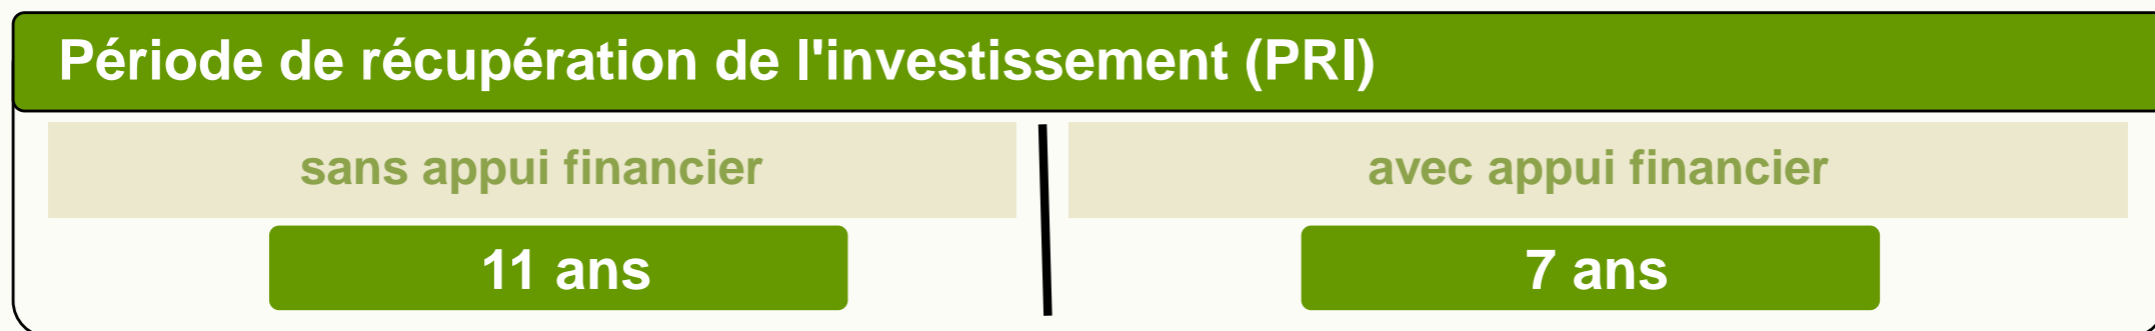 Période de récupération de l'investissement (PRI)
sans appui financier
avec appui financier
11 ans
7 ans